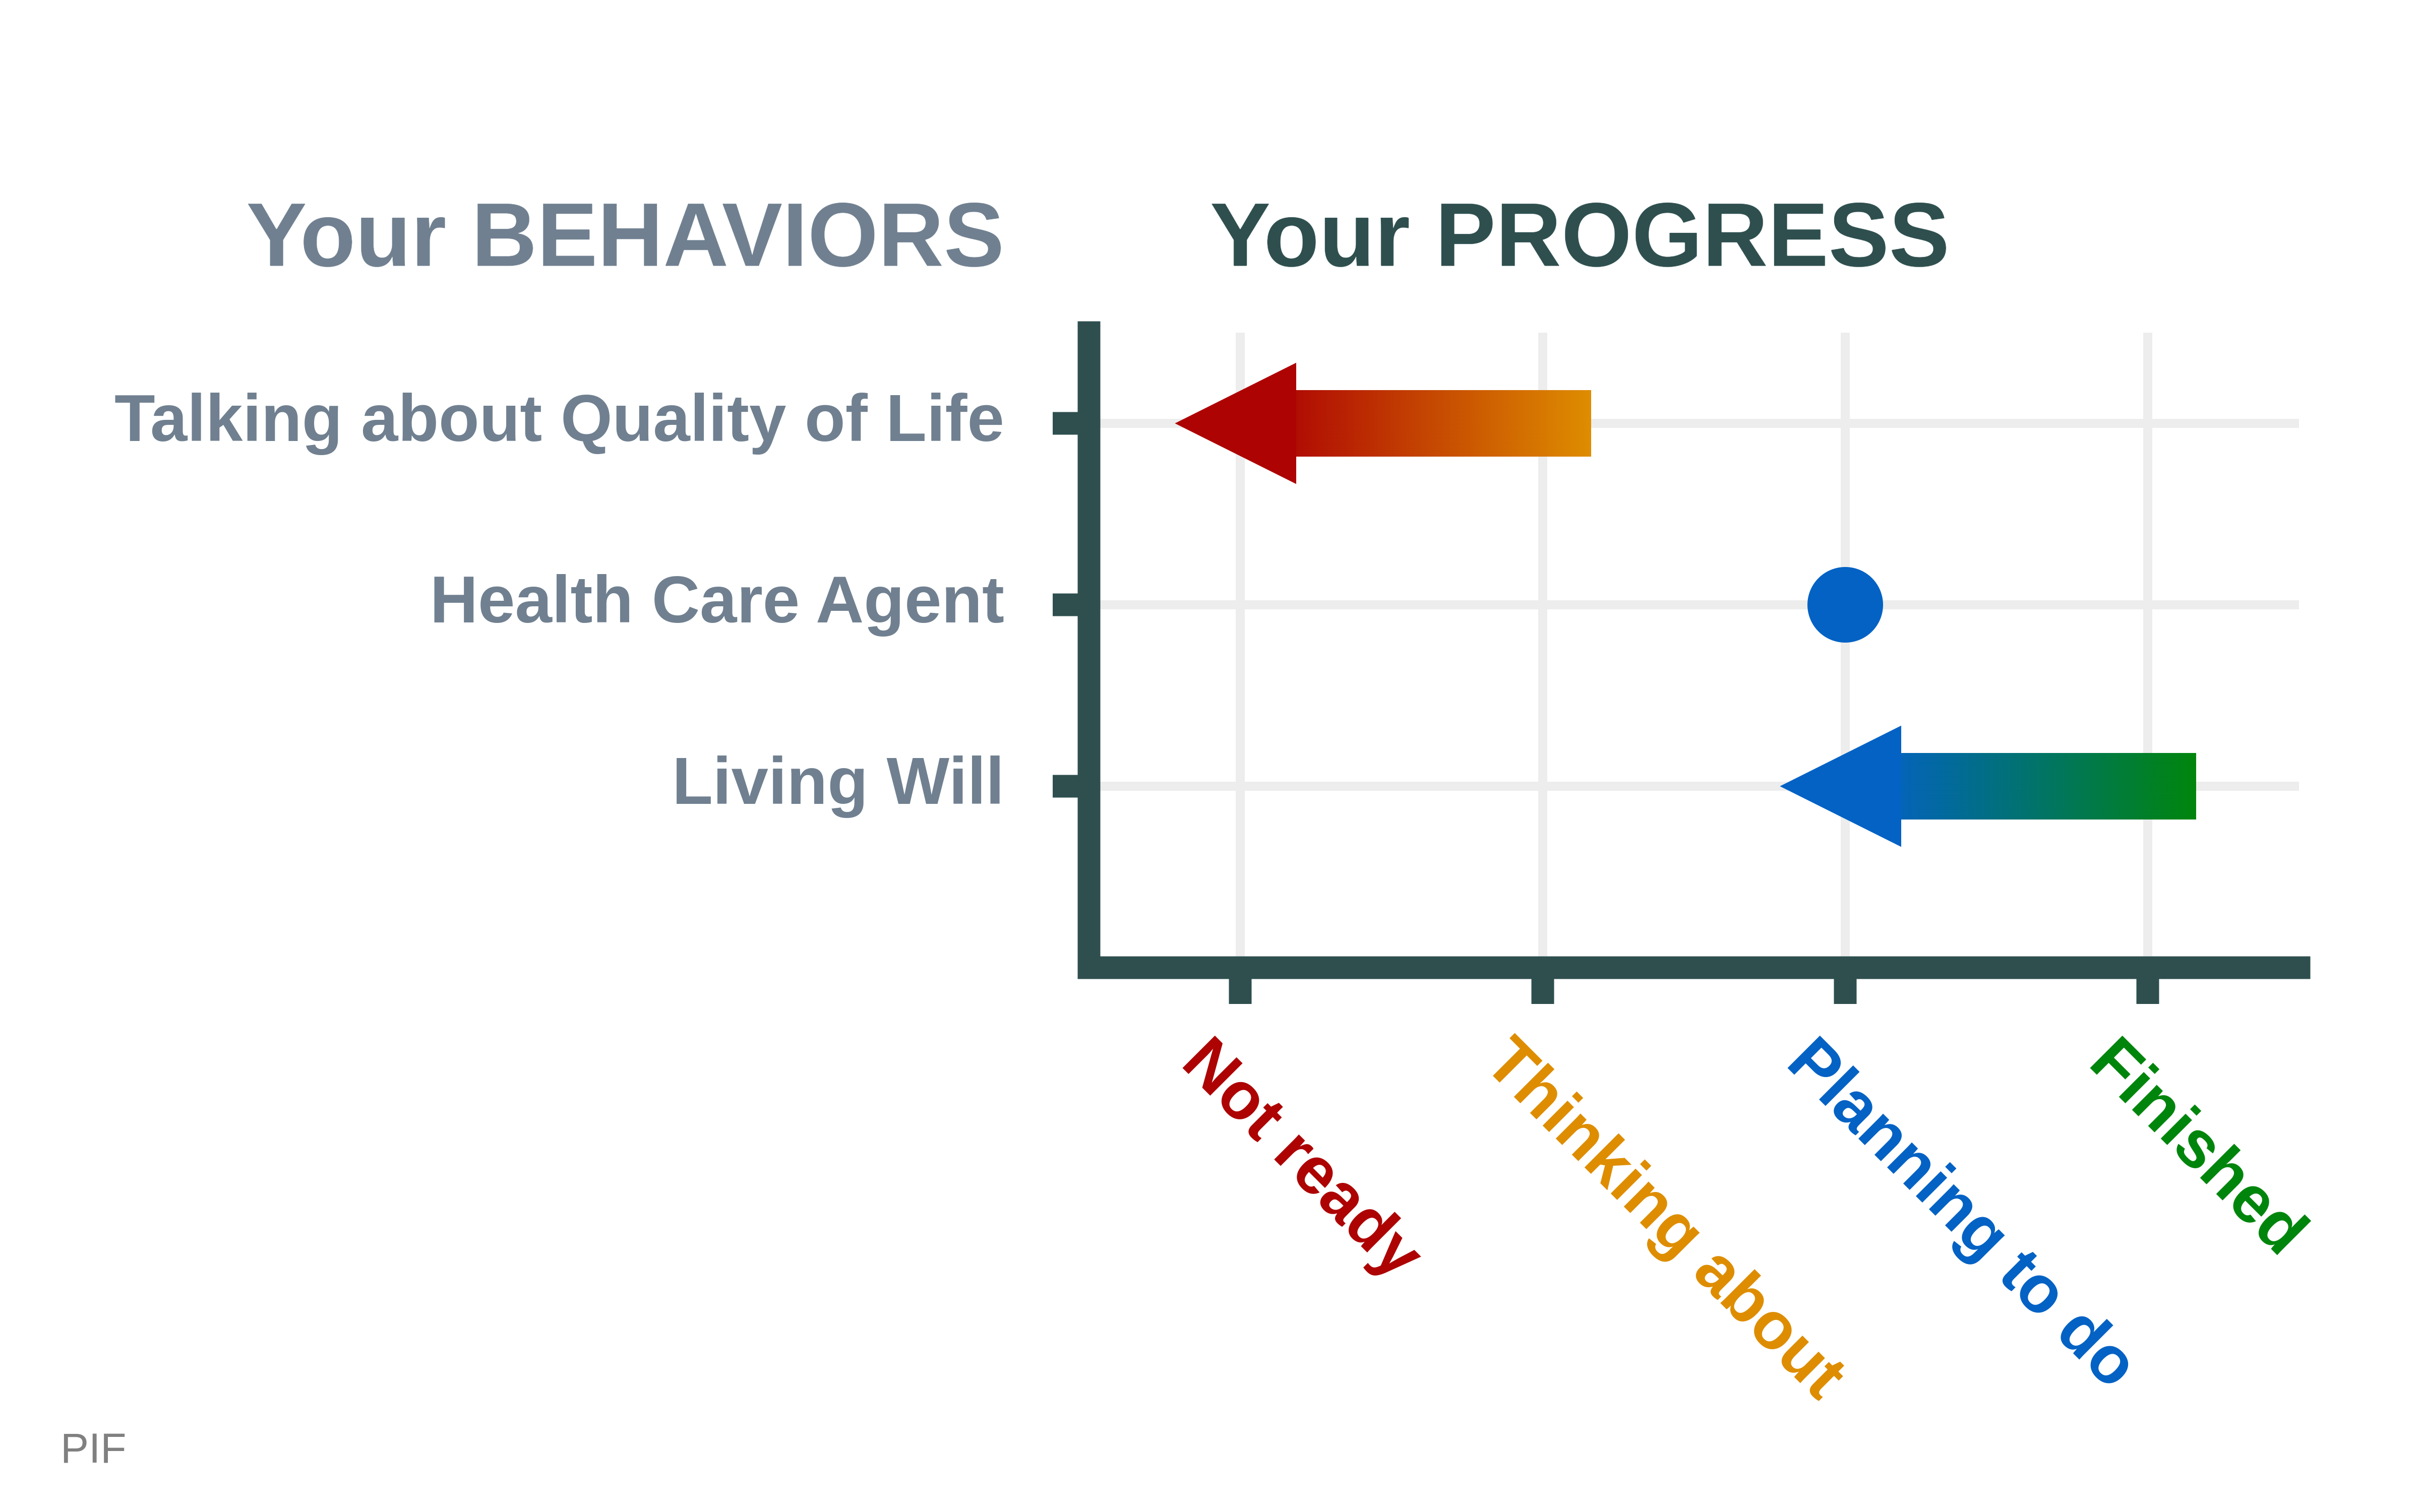 Your BEHAVIORS
Your PROGRESS
Talking about Quality of Life
Health Care Agent
Living Will
Not ready
Thinking about
Planning to do
Finished
PIF